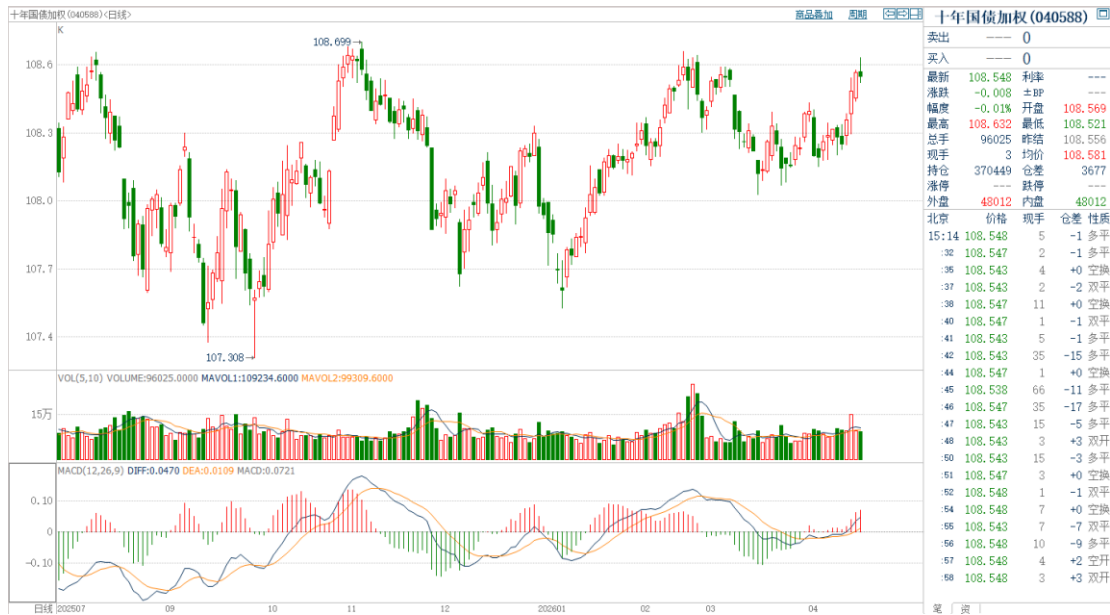 十年国债加权(040588)<日线>
商品叠加 周期
K
108.699→
108.6
108.3
108.0
107.7
107.4
107.308→
VOL(5,10) VOLUME:96025.0000 MAVOL1:109234.6000 MAVOL2:99309.6000
15万
MACD(12,26,9) DIFF:0.0470 DEA:0.0109 MACD:0.0721
0.10
0
-0.10
日线 202507 09 10 11 12 202601 02 03 04
十年国债加权(040588)
卖出 --- 0
买入 --- 0
最新 108.548 利率 ---
涨跌 -0.008 ±BP ---
幅度 -0.01% 开盘 108.569
最高 108.632 最低 108.521
总手 96025 昨结 108.556
现手 3 均价 108.581
持仓 370449 仓差 3677
涨停 --- 跌停 ---
外盘 48012 内盘 48012
北京 价格 现手 仓差 性质
15:14 108.548 5 -1 多平
:32 108.547 2 -1 多平
:35 108.543 4 +0 空换
:37 108.543 2 -2 双平
:38 108.547 11 +0 空换
:40 108.547 1 -1 双平
:41 108.543 5 -1 多平
:42 108.543 35 -15 多平
:44 108.547 1 +0 空换
:45 108.538 66 -11 多平
:46 108.547 35 -17 多平
:47 108.543 15 -5 多平
:48 108.543 3 +3 双开
:50 108.543 15 -3 多平
:51 108.547 3 +0 空换
:52 108.548 1 -1 双平
:54 108.548 7 +0 空换
:55 108.543 7 -7 双平
:56 108.548 10 -9 多平
:57 108.548 4 +2 空开
:58 108.548 3 +3 双开
笔 资